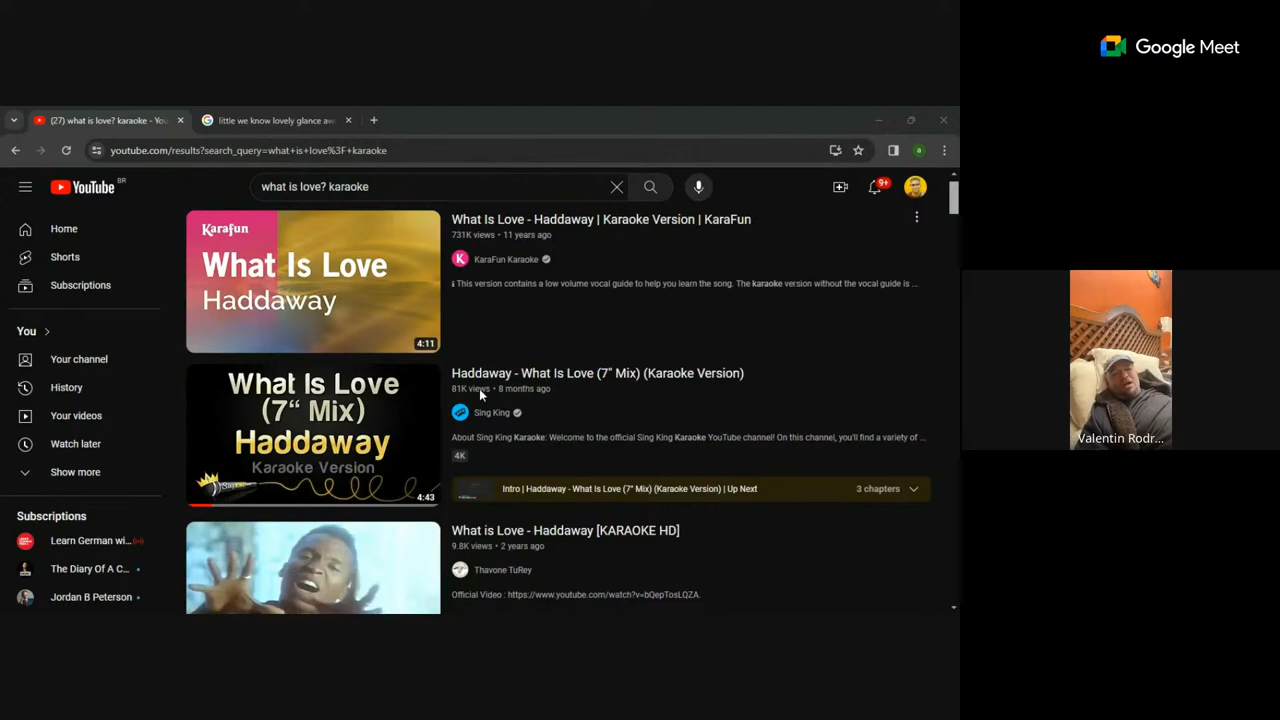 Google Meet
(27) what is love? karaoke - You
little we know lovely glance aw
youtube.com/results?search_query=what+is+love%3F+karaoke
YouTube BR
what is love? karaoke
9+
a
Home
Shorts
Subscriptions
You
Your channel
History
Your videos
Watch later
Show more
Subscriptions
Learn German wi...
The Diary Of A C...
Jordan B Peterson
KaraFun
What Is Love
Haddaway
4:11
What Is Love - Haddaway | Karaoke Version | KaraFun
731K views • 11 years ago
K KaraFun Karaoke
This version contains a low volume vocal guide to help you learn the song. The karaoke version without the vocal guide is ...
What Is Love
(7“ Mix)
Haddaway
Karaoke Version
4:43
Haddaway - What Is Love (7" Mix) (Karaoke Version)
81K views • 8 months ago
Sing King
About Sing King Karaoke: Welcome to the official Sing King Karaoke YouTube channel! On this channel, you'll find a variety of ...
4K
Intro | Haddaway - What Is Love (7" Mix) (Karaoke Version) | Up Next
3 chapters
What is Love - Haddaway [KARAOKE HD]
9.8K views • 2 years ago
Thavone TuRey
Official Video : https://www.youtube.com/watch?v=bQepTosLQZA.
Valentin Rodr...